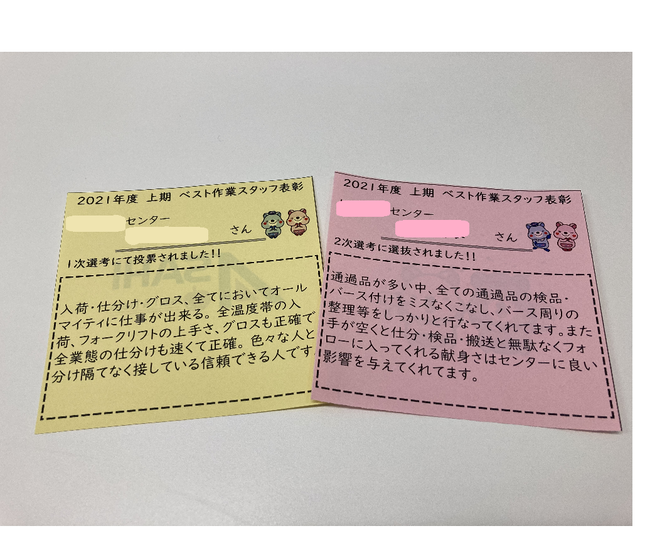 2021年度 上期 ベスト作業スタッフ表彰
センター
さん
1次選考にて投票されました!!
入荷・仕分け・グロス、全てにおいてオール
マイティに仕事が出来る。全温度帯の入
荷、フォークリフトの上手さ、グロスも正確で
全業態の仕分けも速くて正確。色々な人と
分け隔てなく接している信頼できる人です
2021年度 上期 ベスト作業スタッフ表彰
センター
さん
2次選考に選抜されました!!
通過品が多い中、全ての通過品の検品・
バース付けをミスなくこなし、バース周りの
整理等をしっかりと行なってくれてます。また
手が空くと仕分・検品・搬送と無駄なくフォ
ローに入ってくれる献身さはセンターに良い
影響を与えてくれてます。